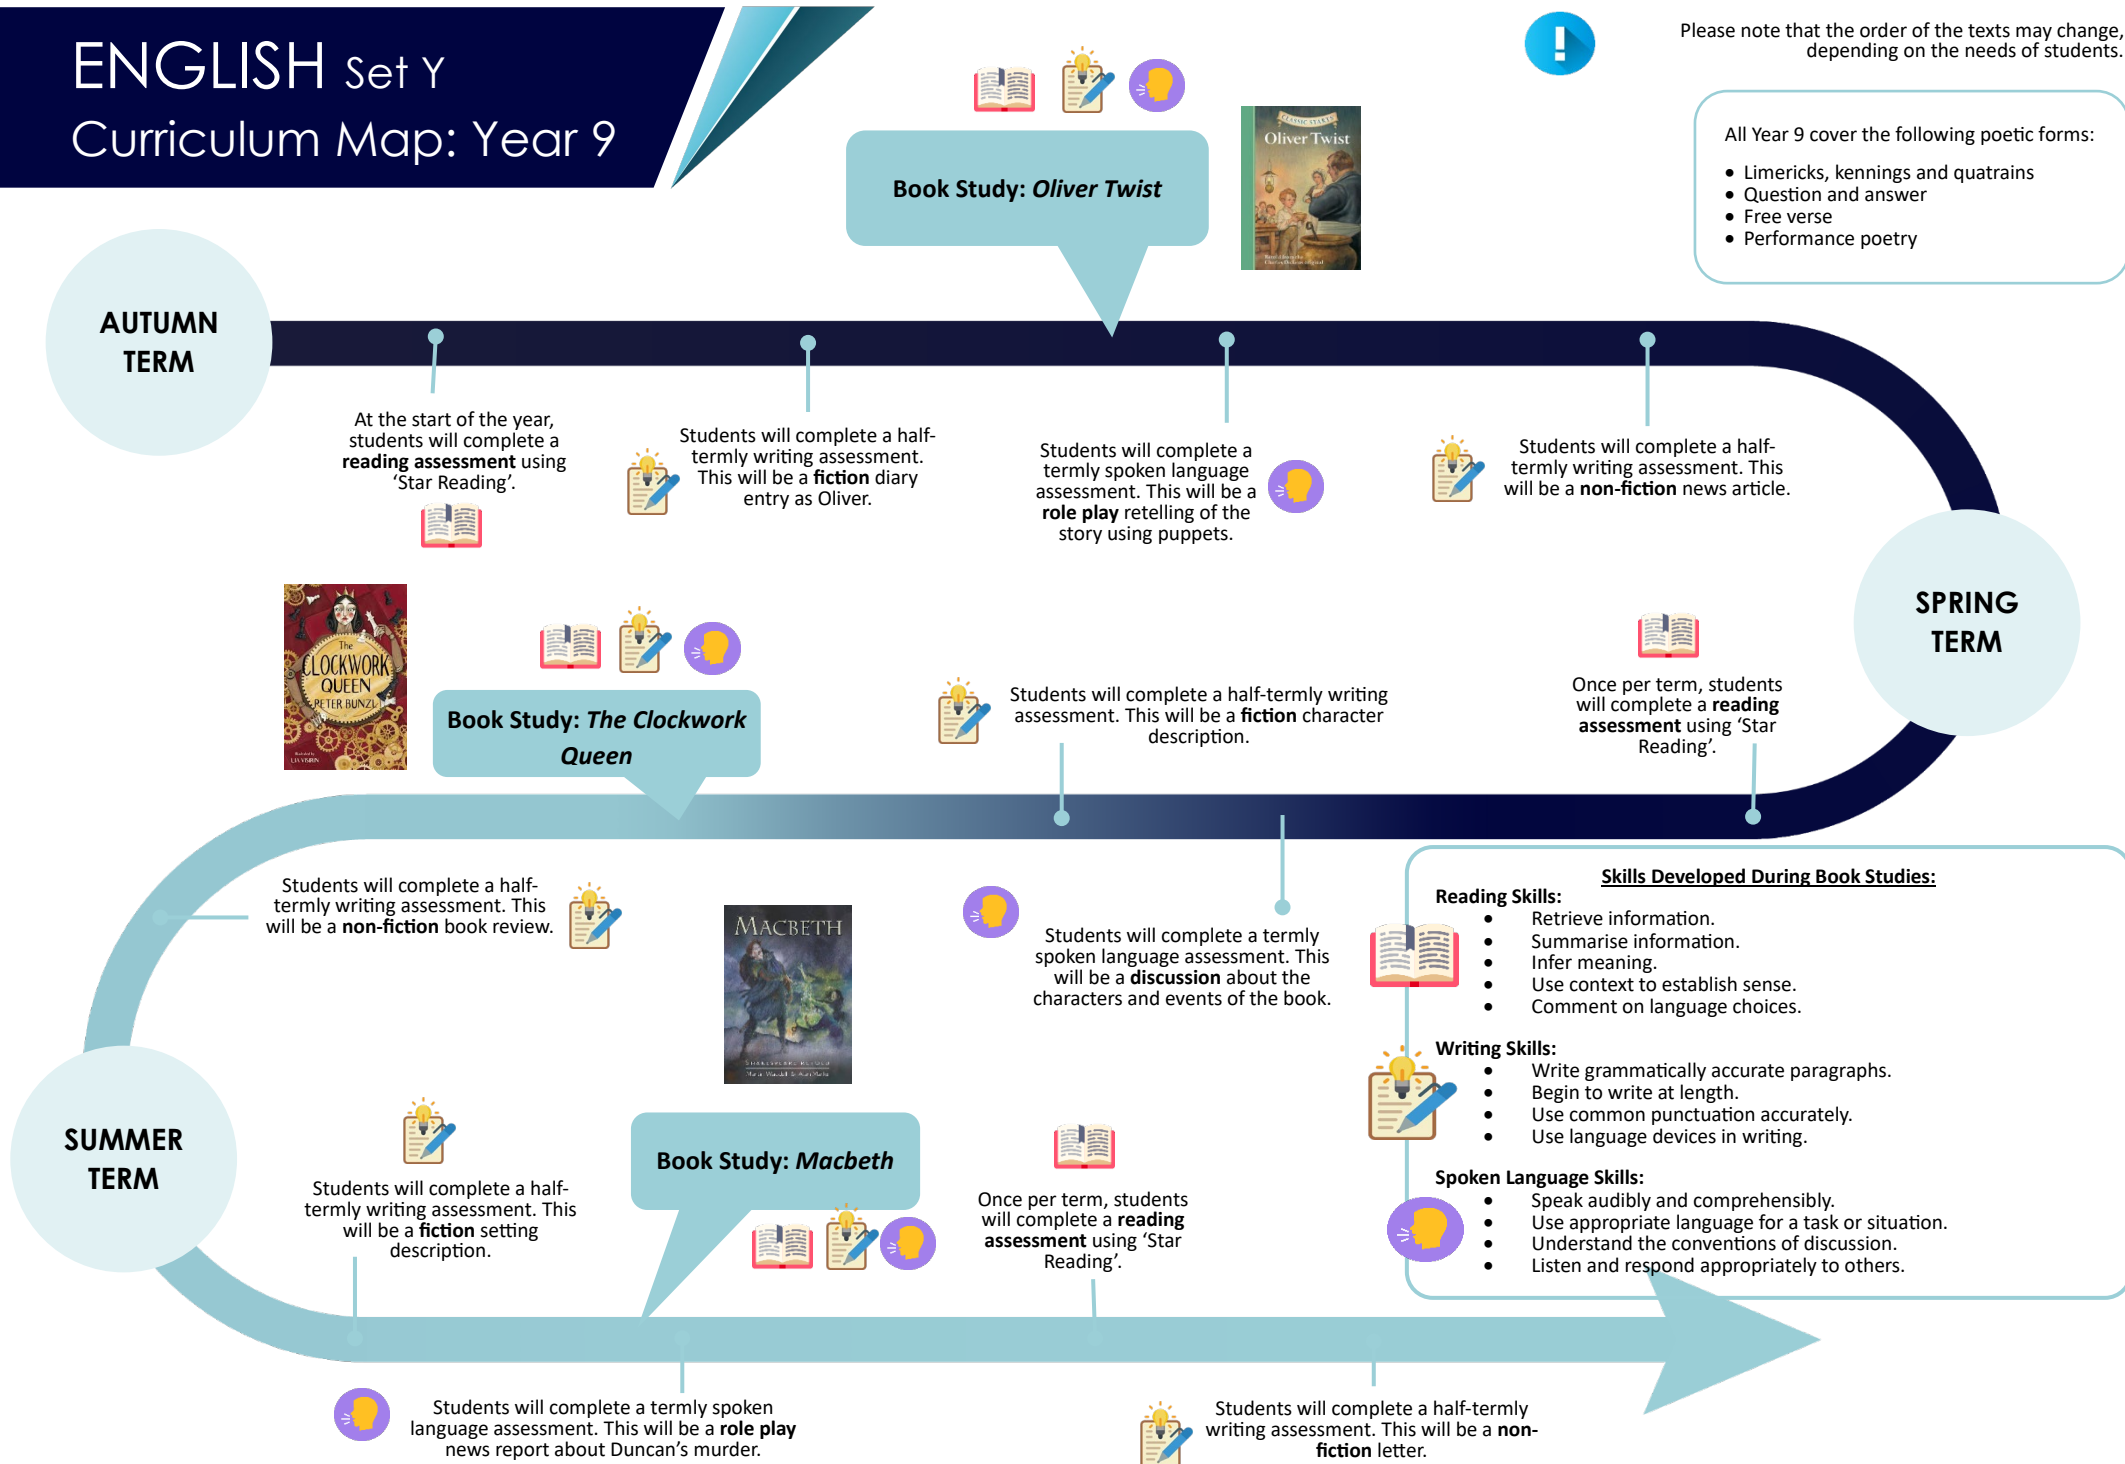 ENGLISH Set Y
Curriculum Map: Year 9
Please note that the order of the texts may change,
depending on the needs of students.
All Year 9 cover the following poetic forms:
• Limericks, kennings and quatrains
• Question and answer
• Free verse
• Performance poetry
Book Study: Oliver Twist
CLASSIC STARTS
Oliver Twist
AUTUMN
TERM
At the start of the year,
students will complete a
reading assessment using
‘Star Reading’.
Students will complete a half-
termly writing assessment.
This will be a fiction diary
entry as Oliver.
Students will complete a
termly spoken language
assessment. This will be a
role play retelling of the
story using puppets.
Students will complete a half-
termly writing assessment. This
will be a non-fiction news article.
SPRING
TERM
Once per term, students
will complete a reading
assessment using ‘Star
Reading’.
Students will complete a half-termly writing
assessment. This will be a fiction character
description.
Book Study: The Clockwork
Queen
The
CLOCKWORK
QUEEN
PETER BUNZL
Students will complete a termly
spoken language assessment. This
will be a discussion about the
characters and events of the book.
Students will complete a half-
termly writing assessment. This
will be a non-fiction book review.
SUMMER
TERM
Students will complete a half-
termly writing assessment. This
will be a fiction setting
description.
MACBETH
SHAKESPEARE RETOLD
Book Study: Macbeth
Once per term, students
will complete a reading
assessment using ‘Star
Reading’.
Students will complete a termly spoken
language assessment. This will be a role play
news report about Duncan’s murder.
Students will complete a half-termly
writing assessment. This will be a non-
fiction letter.
Skills Developed During Book Studies:
Reading Skills:
• Retrieve information.
• Summarise information.
• Infer meaning.
• Use context to establish sense.
• Comment on language choices.
Writing Skills:
• Write grammatically accurate paragraphs.
• Begin to write at length.
• Use common punctuation accurately.
• Use language devices in writing.
Spoken Language Skills:
• Speak audibly and comprehensibly.
• Use appropriate language for a task or situation.
• Understand the conventions of discussion.
• Listen and respond appropriately to others.